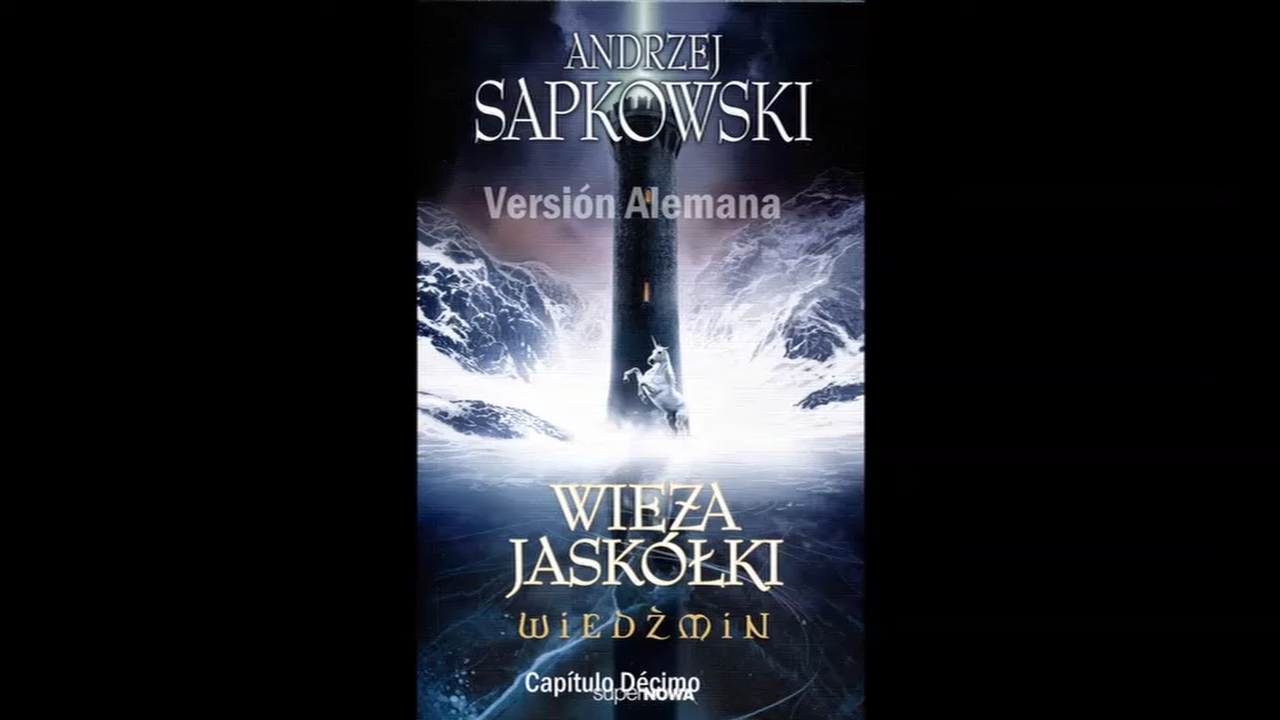 ANDRZEJ
SAPKOWSKI
Versión Alemana
WIEŻA
JASKÓŁKI
WIEDŹMIN
Capítulo Décimo
superNOWA